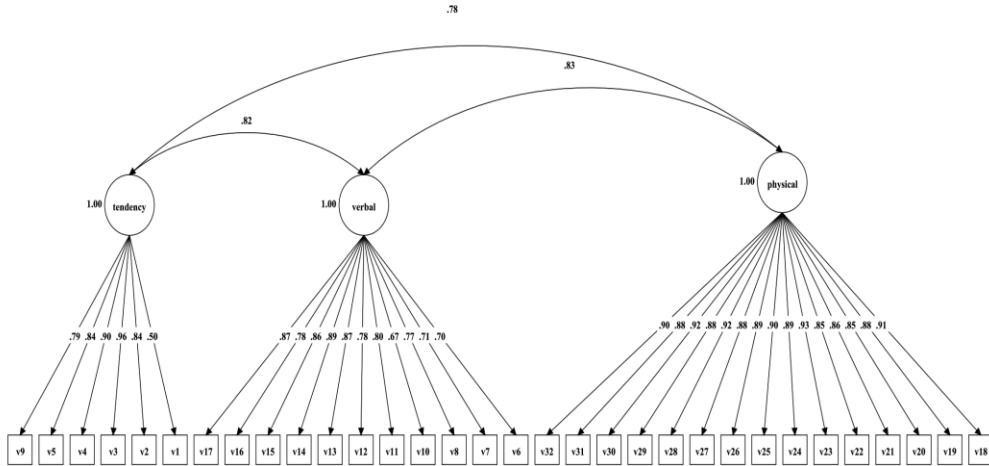 .78
.83
.82
1.00 tendency 1.00 verbal 1.00 physical
.79 .84 .90 .96 .84 .50 .87 .78 .86 .89 .87 .78 .80 .67 .77 .71 .70 .90 .88 .92 .88 .92 .88 .89 .90 .89 .93 .85 .86 .85 .88 .91
v9 v5 v4 v3 v2 v1 v17 v16 v15 v14 v13 v12 v11 v10 v8 v7 v6 v32 v31 v30 v29 v28 v27 v26 v25 v24 v23 v22 v21 v20 v19 v18